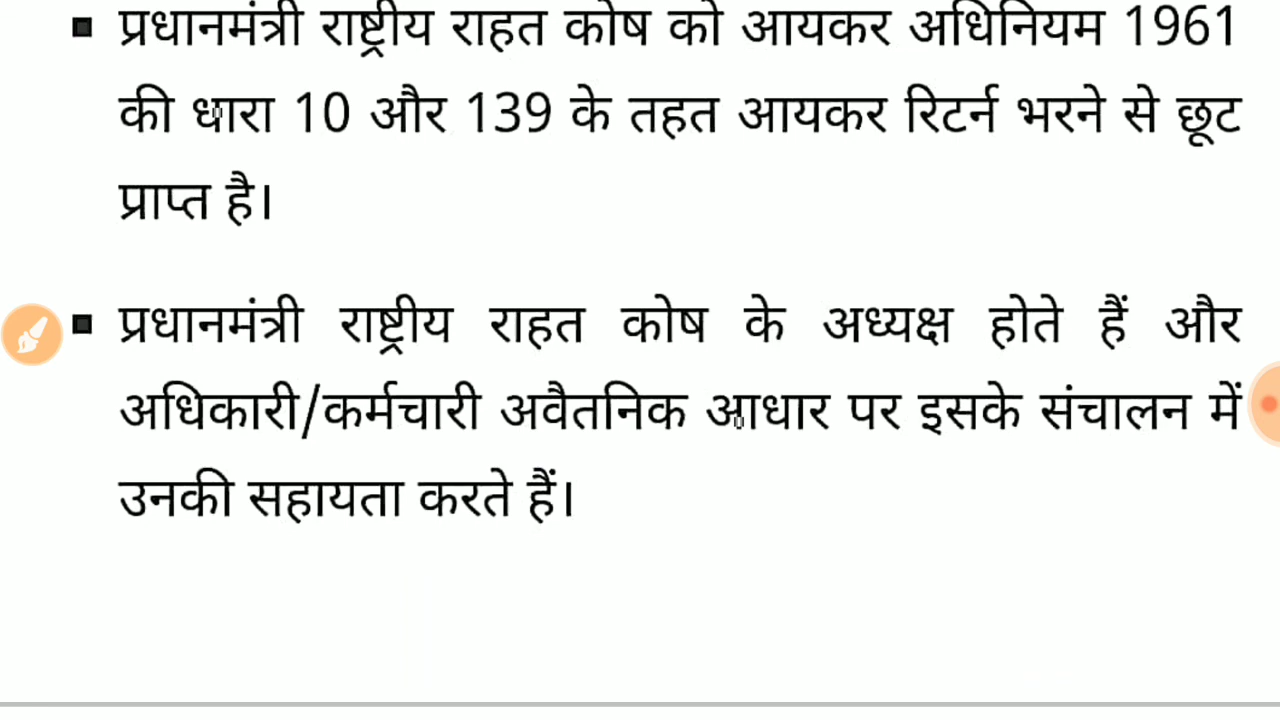 ▪ प्रधानमंत्री राष्ट्रीय राहत कोष को आयकर अधिनियम 1961
की धारा 10 और 139 के तहत आयकर रिटर्न भरने से छूट
प्राप्त है।
▪ प्रधानमंत्री राष्ट्रीय राहत कोष के अध्यक्ष होते हैं और
अधिकारी/कर्मचारी अवैतनिक आधार पर इसके संचालन में
उनकी सहायता करते हैं।